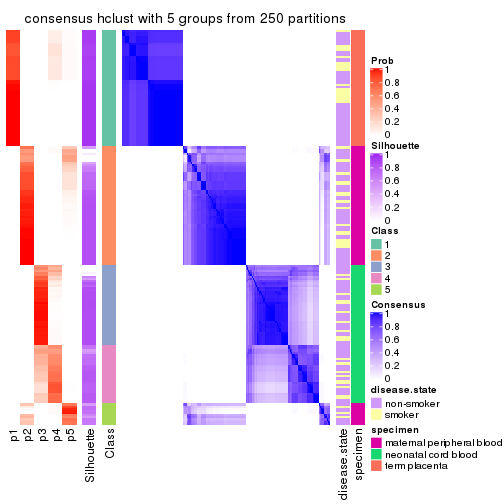 consensus hclust with 5 groups from 250 partitions
p1
p2
p3
p4
p5
Silhouette
Class
disease.state
specimen
Prob
1
0.8
0.6
0.4
0.2
0
Silhouette
1
0.8
0.6
0.4
0.2
0
Class
1
2
3
4
5
Consensus
1
0.8
0.6
0.4
0.2
0
disease.state
non-smoker
smoker
specimen
maternal peripheral blood
neonatal cord blood
term placenta